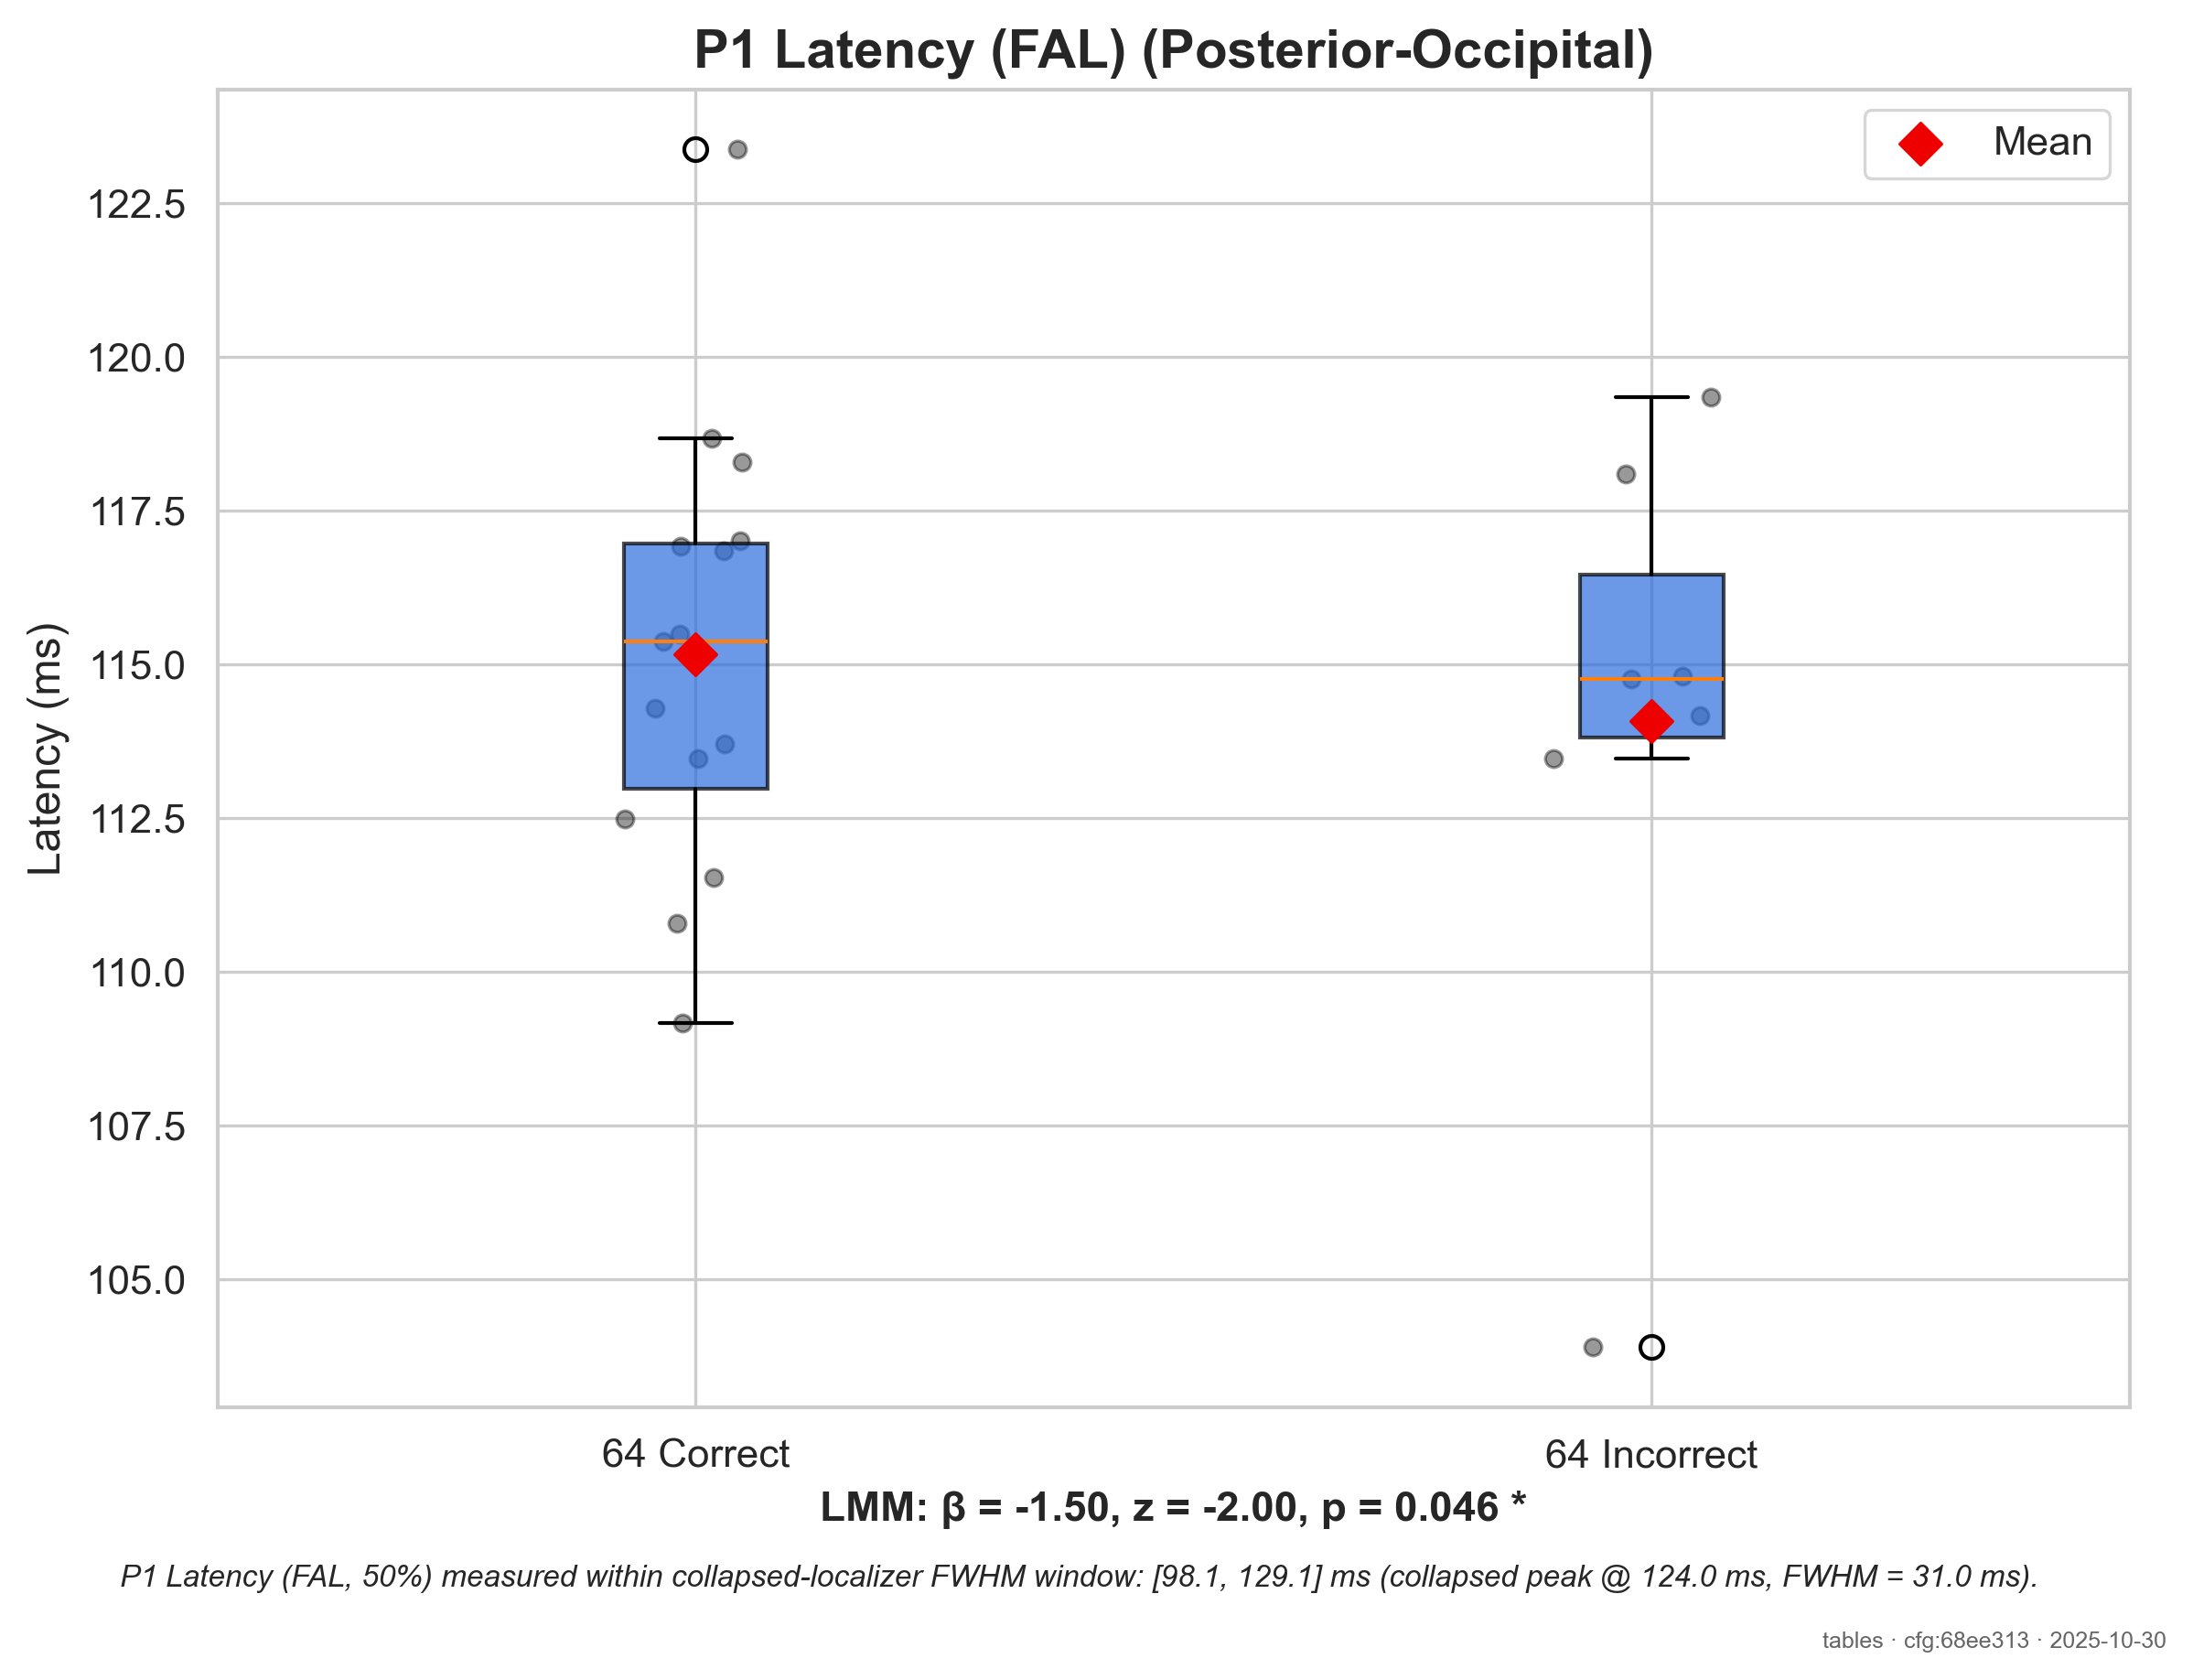 P1 Latency (FAL) (Posterior-Occipital)
Mean
122.5
120.0
117.5
115.0
112.5
110.0
107.5
105.0
Latency (ms)
64 Correct
64 Incorrect
LMM: β = -1.50, z = -2.00, p = 0.046 *
P1 Latency (FAL, 50%) measured within collapsed-localizer FWHM window: [98.1, 129.1] ms (collapsed peak @ 124.0 ms, FWHM = 31.0 ms).
tables · cfg:68ee313 · 2025-10-30